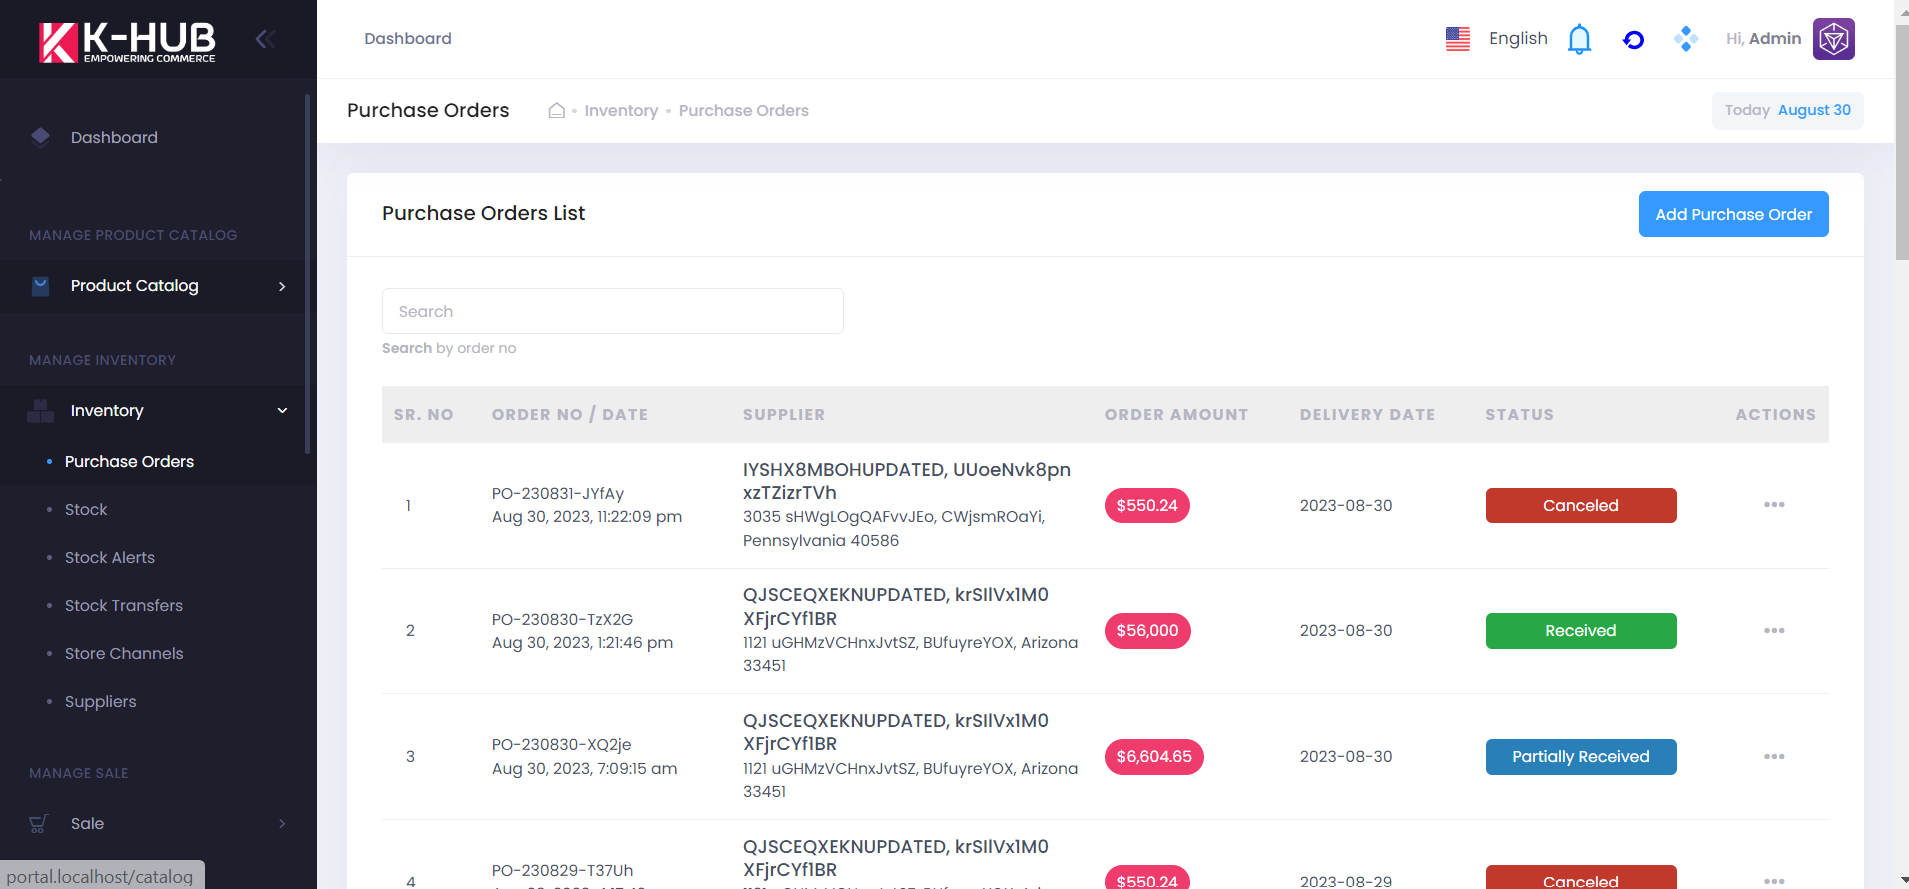 K-HUB
EMPOWERING COMMERCE
Dashboard
English
Hi, Admin
Purchase Orders
Inventory • Purchase Orders
Today August 30
Dashboard
MANAGE PRODUCT CATALOG
Product Catalog
MANAGE INVENTORY
Inventory
Purchase Orders
Stock
Stock Alerts
Stock Transfers
Store Channels
Suppliers
MANAGE SALE
Sale
portal.localhost/catalog
Purchase Orders List
Add Purchase Order
Search
Search by order no
SR. NO ORDER NO / DATE SUPPLIER ORDER AMOUNT DELIVERY DATE STATUS ACTIONS
1
PO-230831-JYfAy
Aug 30, 2023, 11:22:09 pm
IYSHX8MBOHUPDATED, UUoeNvk8pn
xzTZizrTVh
3035 sHWgLOgQAFvvJEo, CWjsmROaYi,
Pennsylvania 40586
$550.24
2023-08-30
Canceled
2
PO-230830-TzX2G
Aug 30, 2023, 1:21:46 pm
QJSCEQXEKNUPDATED, krSIlVx1M0
XFjrCYf1BR
1121 uGHMzVCHnxJvtSZ, BUfuyreYOX, Arizona
33451
$56,000
2023-08-30
Received
3
PO-230830-XQ2je
Aug 30, 2023, 7:09:15 am
QJSCEQXEKNUPDATED, krSIlVx1M0
XFjrCYf1BR
1121 uGHMzVCHnxJvtSZ, BUfuyreYOX, Arizona
33451
$6,604.65
2023-08-30
Partially Received
4
PO-230829-T37Uh
QJSCEQXEKNUPDATED, krSIlVx1M0
XFjrCYf1BR
$550.24
2023-08-29
Canceled